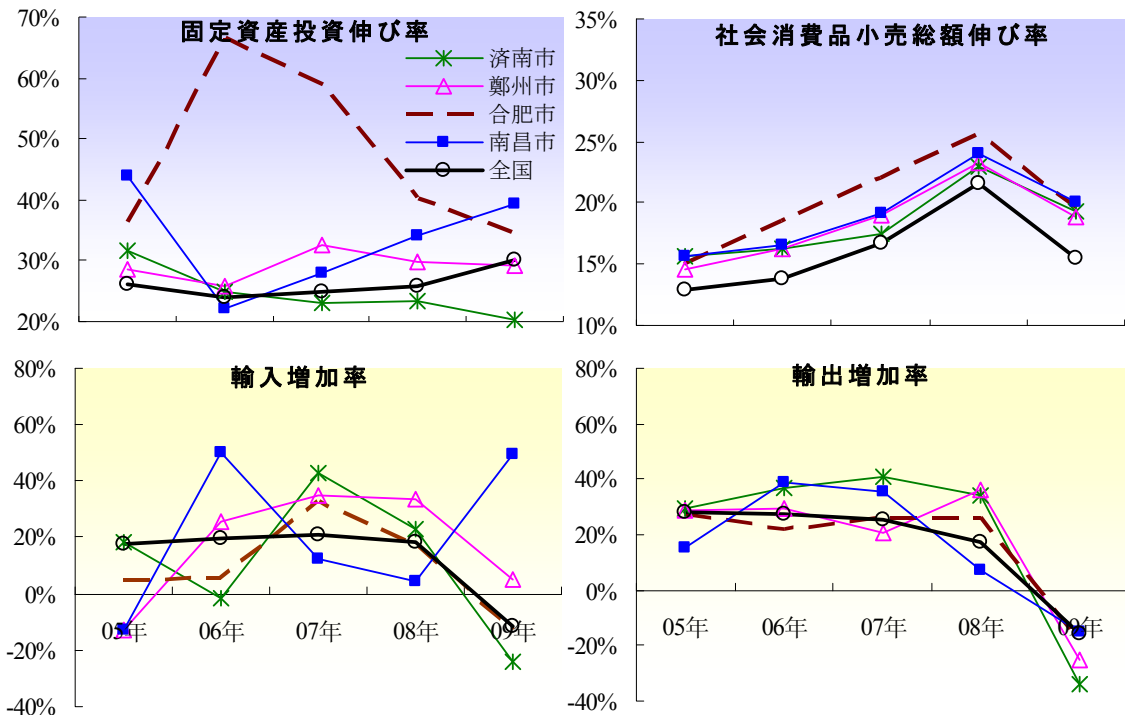 固定資産投資伸び率
70%
60%
50%
40%
30%
20%
済南市
鄭州市
合肥市
南昌市
全国
社会消費品小売総額伸び率
35%
30%
25%
20%
15%
10%
輸入増加率
80%
60%
40%
20%
0%
-20%
-40%
05年 06年 07年 08年 09年
輸出増加率
80%
60%
40%
20%
0%
-20%
-40%
05年 06年 07年 08年 09年